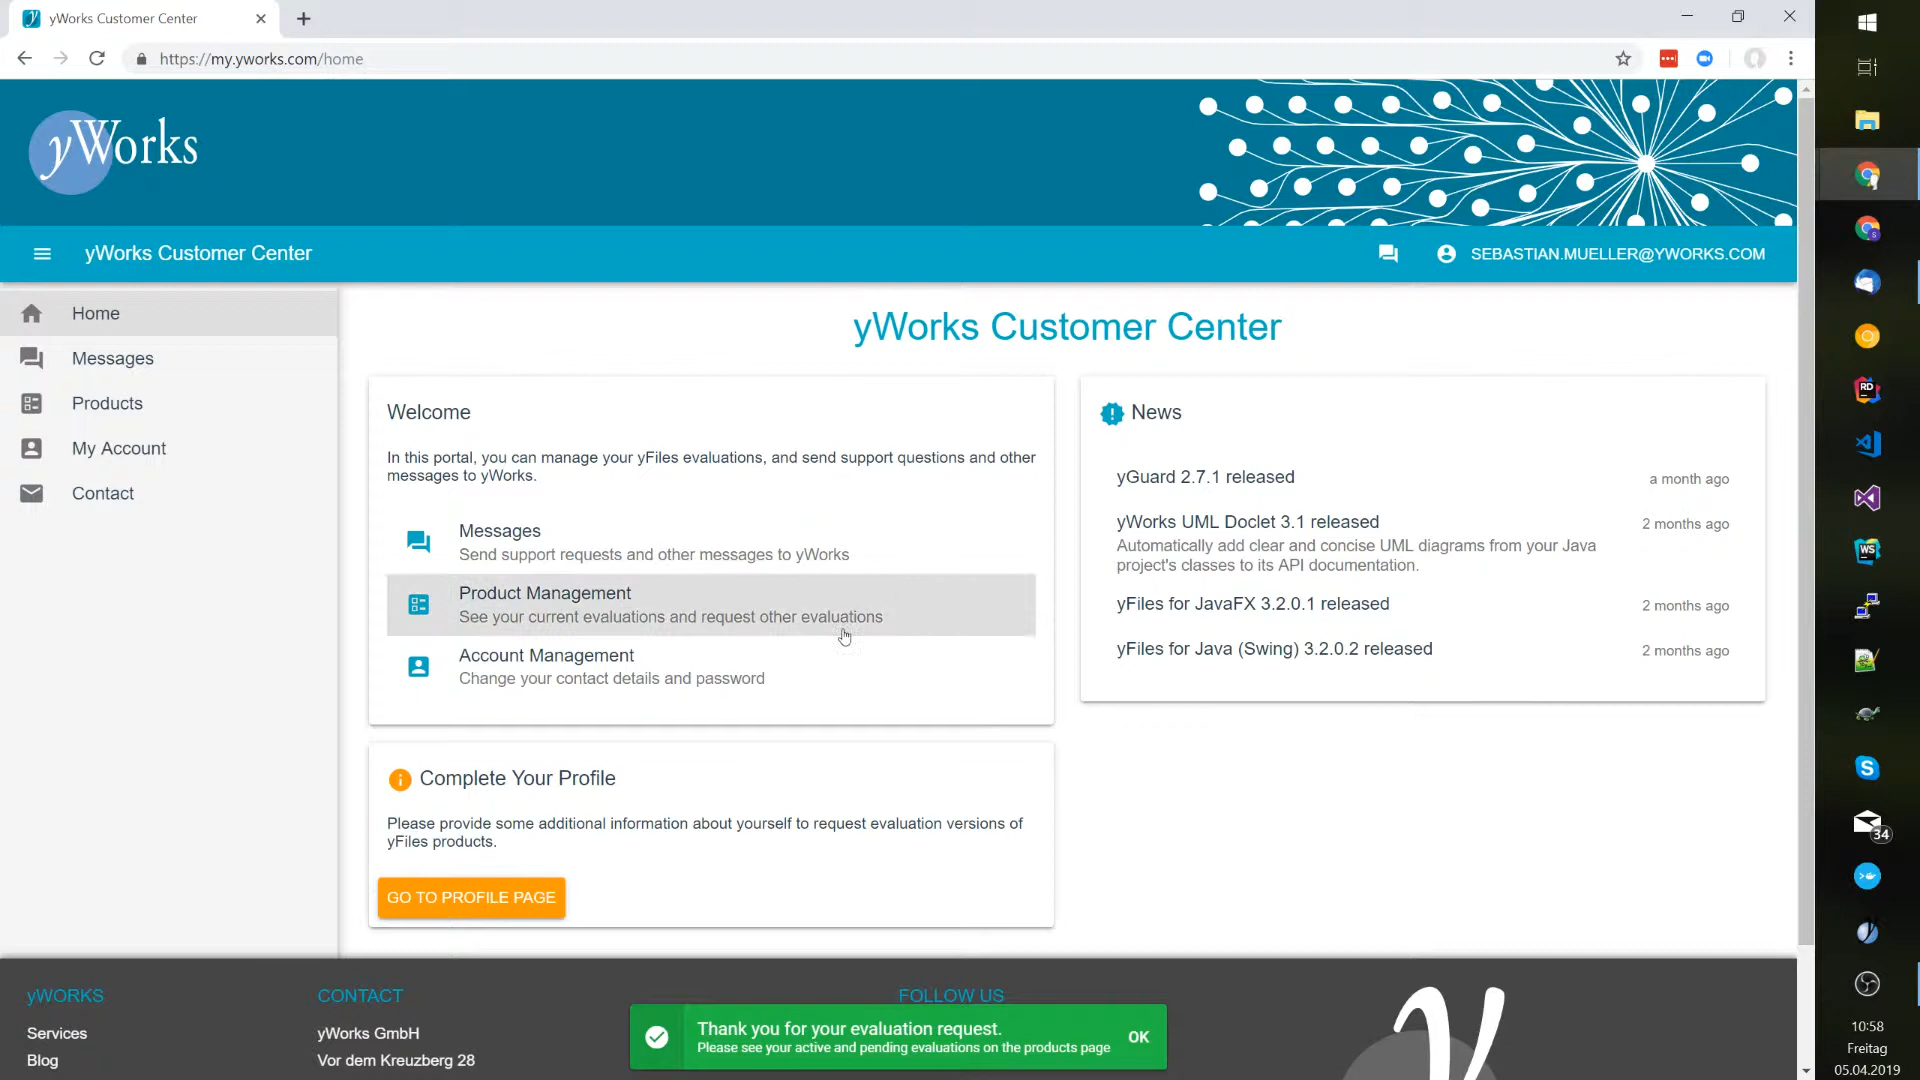 yWorks Customer Center
https://my.yworks.com/home
yWorks
yWorks Customer Center
SEBASTIAN.MUELLER@YWORKS.COM
Home
Messages
Products
My Account
Contact
yWorks Customer Center
Welcome
In this portal, you can manage your yFiles evaluations, and send support questions and other
messages to yWorks.
Messages
Send support requests and other messages to yWorks
Product Management
See your current evaluations and request other evaluations
Account Management
Change your contact details and password
News
yGuard 2.7.1 released
a month ago
yWorks UML Doclet 3.1 released
2 months ago
Automatically add clear and concise UML diagrams from your Java
project's classes to its API documentation.
yFiles for JavaFX 3.2.0.1 released
2 months ago
yFiles for Java (Swing) 3.2.0.2 released
2 months ago
Complete Your Profile
Please provide some additional information about yourself to request evaluation versions of
yFiles products.
GO TO PROFILE PAGE
yWORKS
Services
Blog
CONTACT
yWorks GmbH
Vor dem Kreuzberg 28
FOLLOW US
Thank you for your evaluation request.
Please see your active and pending evaluations on the products page
OK
RD
WS
S
34
10:58
Freitag
05.04.2019